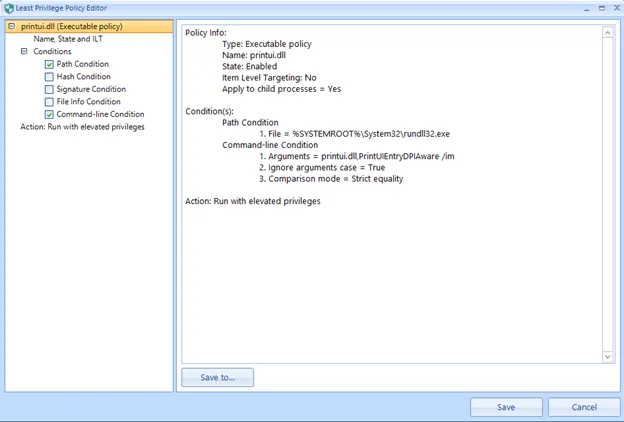 Least Privilege Policy Editor
printui.dll (Executable policy)
Name, State and ILT
Conditions
Path Condition
Hash Condition
Signature Condition
File Info Condition
Command-line Condition
Action: Run with elevated privileges
Policy Info:
Type: Executable policy
Name: printui.dll
State: Enabled
Item Level Targeting: No
Apply to child processes = Yes
Condition(s):
Path Condition
1. File = %SYSTEMROOT%\System32\rundll32.exe
Command-line Condition
1. Arguments = printui.dll,PrintUIEntryDPIAware /im
2. Ignore arguments case = True
3. Comparison mode = Strict equality
Action: Run with elevated privileges
Save to...
Save
Cancel